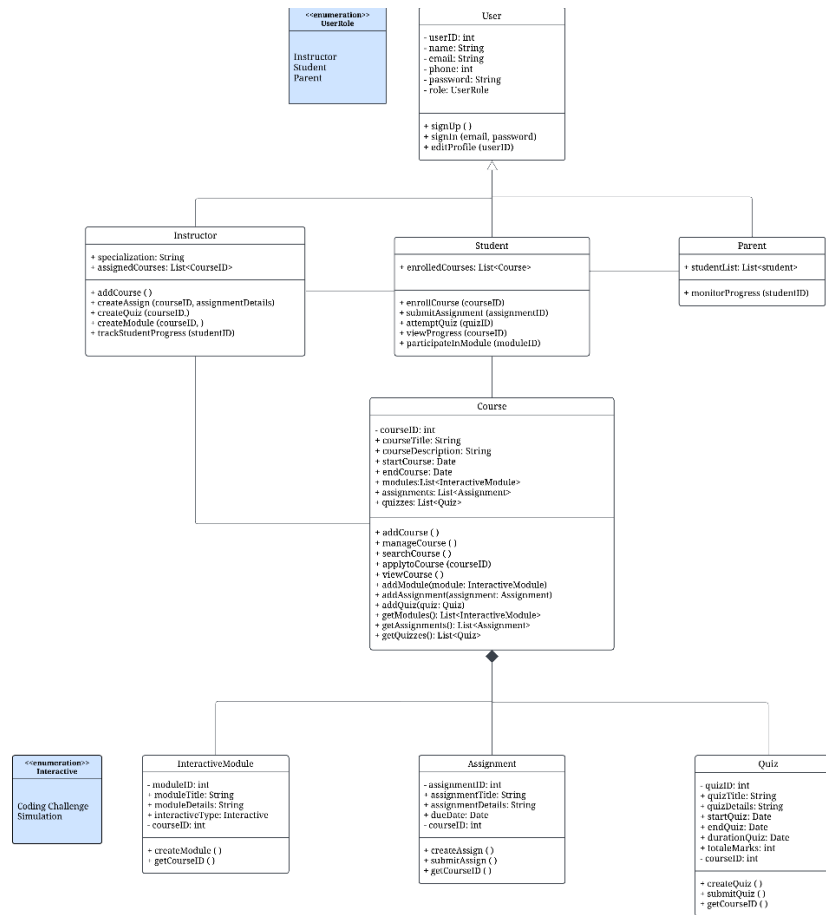 <<enumeration>>
UserRole
Instructor
Student
Parent
User
- userID: int
- name: String
- email: String
- phone: int
- password: String
- role: UserRole
+ signUp ( )
+ signIn (email, password)
+ editProfile (userID)
Instructor
+ specialization: String
+ assignedCourses: List<CourseID>
+ addCourse ( )
+ createAssign (courseID, assignmentDetails)
+ createQuiz (courseID,)
+ createModule (courseID, )
+ trackStudentProgress (studentID)
Student
+ enrolledCourses: List<Course>
+ enrollCourse (courseID)
+ submitAssignment (assignmentID)
+ attemptQuiz (quizID)
+ viewProgress (courseID)
+ participateInModule (moduleID)
Parent
+ studentList: List<student>
+ monitorProgress (studentID)
Course
- courseID: int
+ courseTitle: String
+ courseDescription: String
+ startCourse: Date
+ endCourse: Date
+ modules:List<InteractiveModule>
+ assignments: List<Assignment>
+ quizzes: List<Quiz>
+ addCourse ( )
+ manageCourse ( )
+ searchCourse ( )
+ applytoCourse (courseID)
+ viewCourse ( )
+ addModule(module: InteractiveModule)
+ addAssignment(assignment: Assignment)
+ addQuiz(quiz: Quiz)
+ getModules(): List<InteractiveModule>
+ getAssignments(): List<Assignment>
+ getQuizzes(): List<Quiz>
<<enumeration>>
Interactive
Coding Challenge
Simulation
InteractiveModule
- moduleID: int
+ moduleTitle: String
+ moduleDetails: String
+ interactiveType: Interactive
- courseID: int
+ createModule ( )
+ getCourseID ( )
Assignment
- assignmentID: int
+ assignmentTitle: String
+ assignmentDetails: String
+ dueDate: Date
- courseID: int
+ createAssign ( )
+ submitAssign ( )
+ getCourseID ( )
Quiz
- quizID: int
+ quizTitle: String
+ quizDetails: String
+ startQuiz: Date
+ endQuiz: Date
+ durationQuiz: Date
+ totaleMarks: int
- courseID: int
+ createQuiz ( )
+ submitQuiz ( )
+ getCourseID ( )